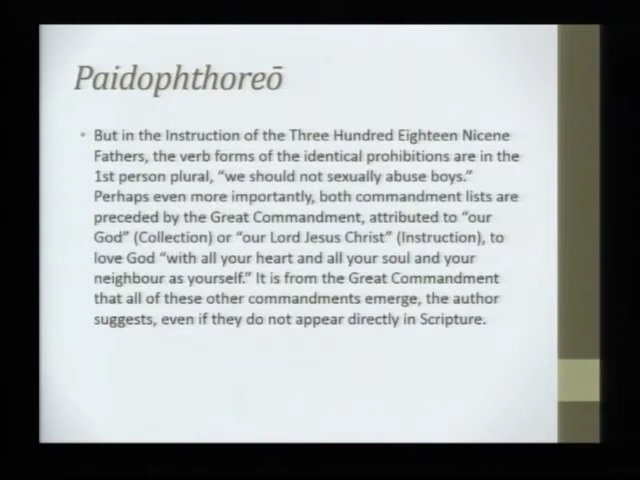 Paidophthoreō
• But in the Instruction of the Three Hundred Eighteen Nicene
Fathers, the verb forms of the identical prohibitions are in the
1st person plural, “we should not sexually abuse boys.”
Perhaps even more importantly, both commandment lists are
preceded by the Great Commandment, attributed to “our
God” (Collection) or “our Lord Jesus Christ” (Instruction), to
love God “with all your heart and all your soul and your
neighbour as yourself.” It is from the Great Commandment
that all of these other commandments emerge, the author
suggests, even if they do not appear directly in Scripture.